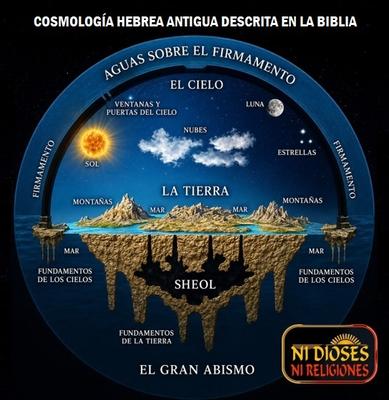 COSMOLOGÍA HEBREA ANTIGUA DESCRITA EN LA BIBLIA
AGUAS SOBRE EL FIRMAMENTO
EL CIELO
VENTANAS Y
PUERTAS DEL CIELO
LUNA
NUBES
SOL
ESTRELLAS
FIRMAMENTO
FIRMAMENTO
LA TIERRA
MONTAÑAS
MAR
MAR
MONTAÑAS
MAR
MAR
FUNDAMENTOS
DE LOS CIELOS
SHEOL
FUNDAMENTOS
DE LOS CIELOS
FUNDAMENTOS
DE LA TIERRA
EL GRAN ABISMO
NI DIOSES
NI RELIGIONES